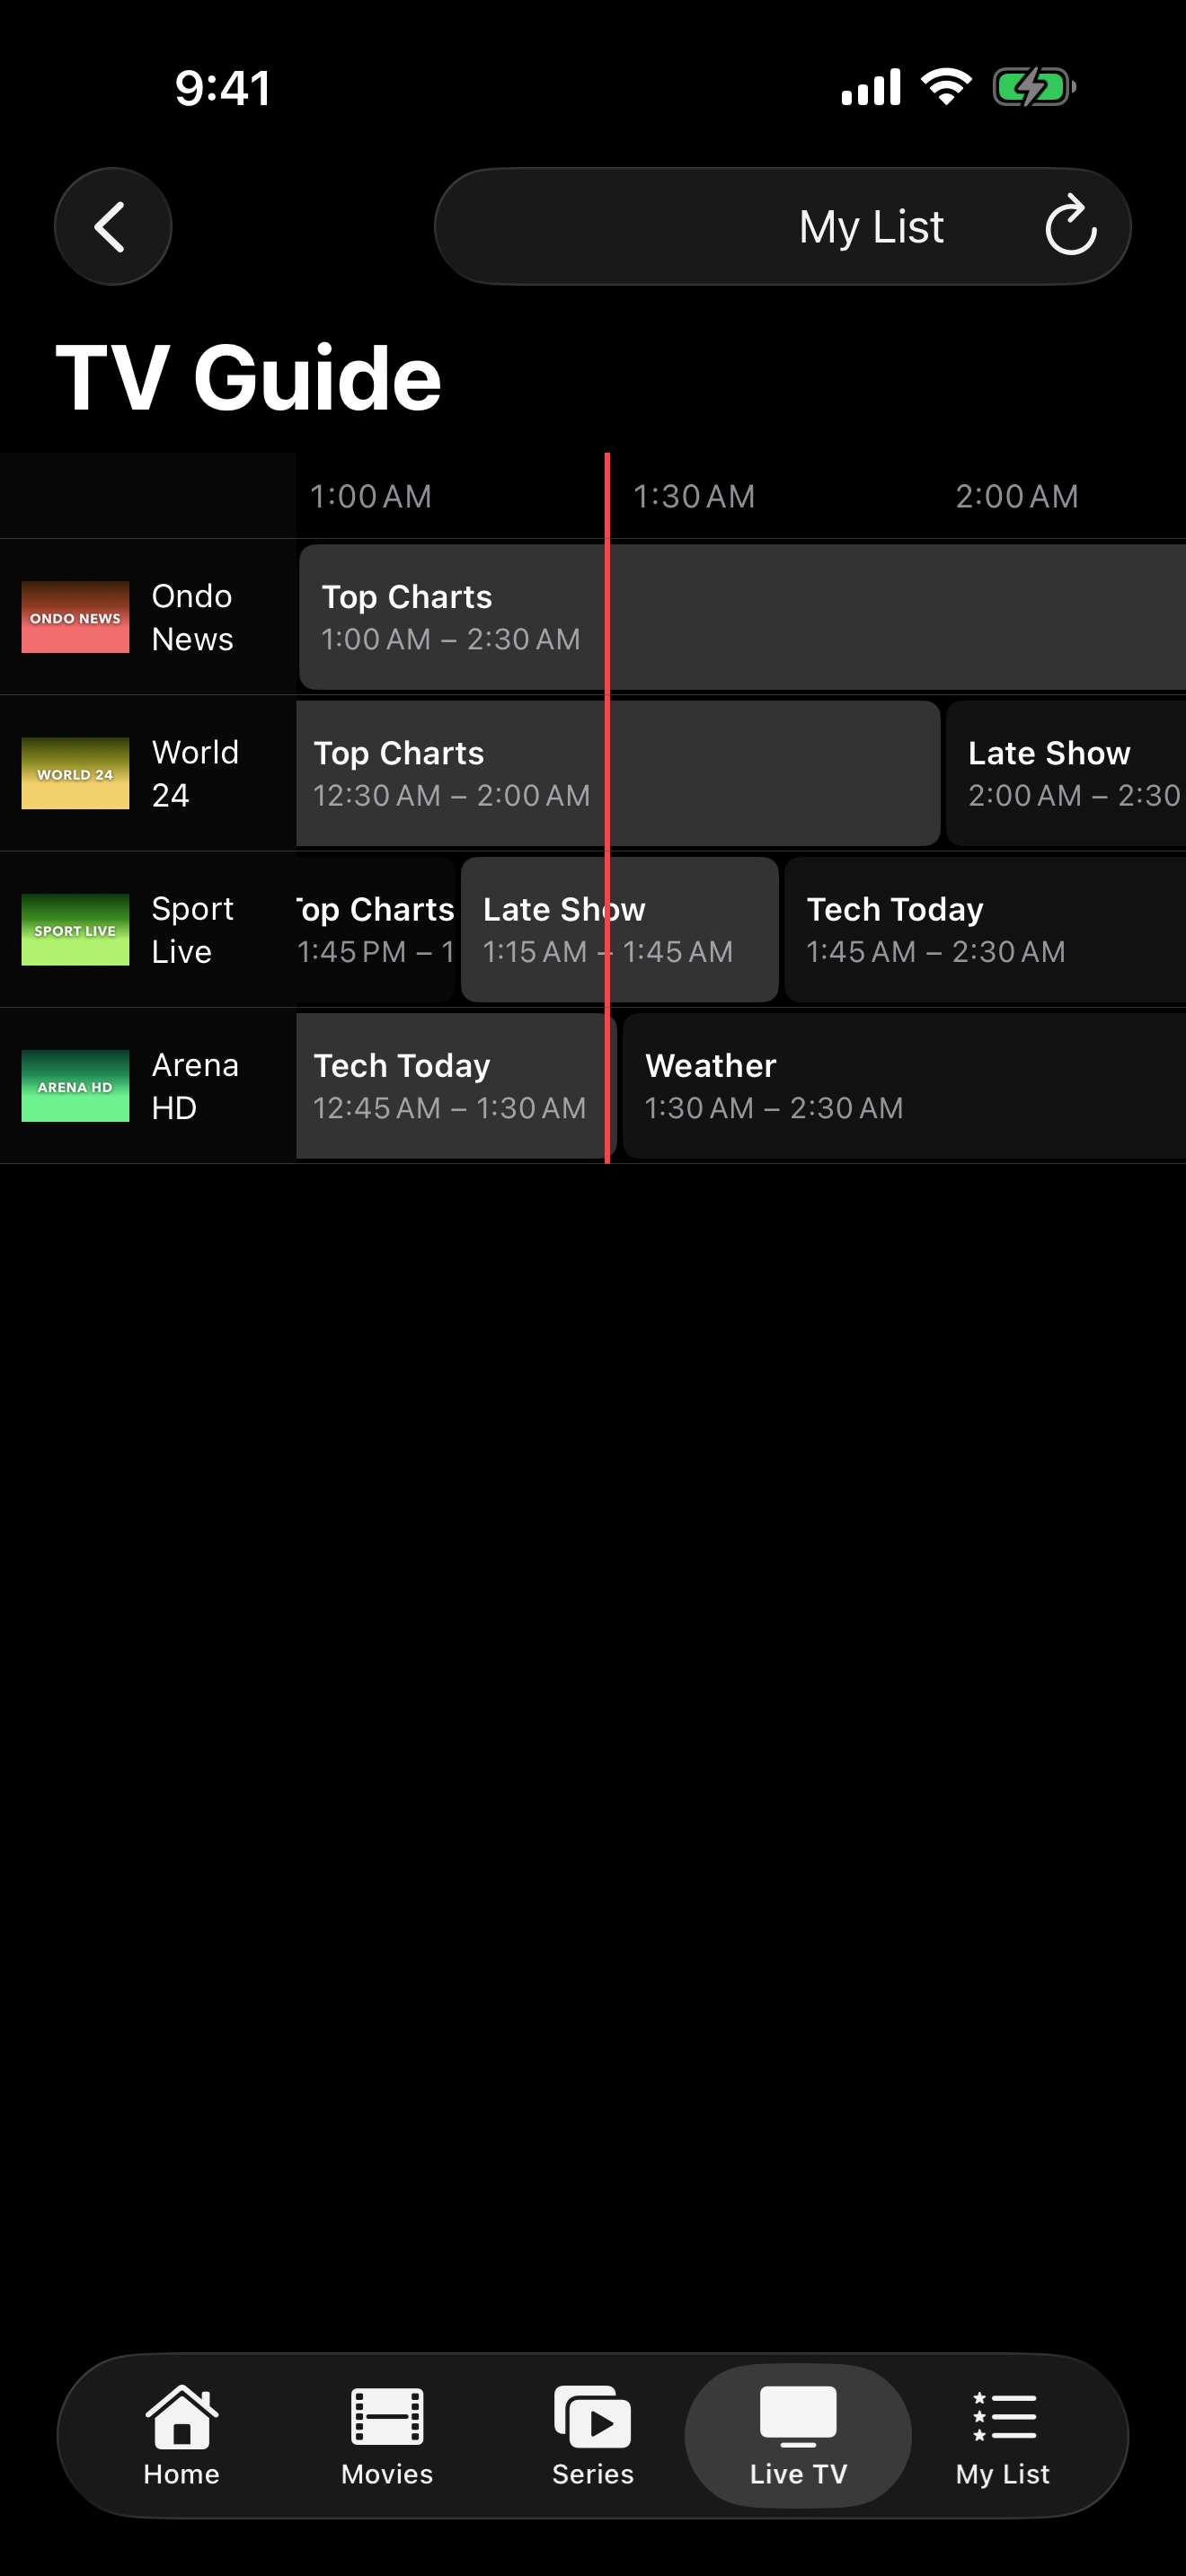 9:41
My List
TV Guide
1:00 AM
1:30 AM
2:00 AM
ONDO NEWS
Ondo
News
Top Charts
1:00 AM – 2:30 AM
WORLD 24
World
24
Top Charts
12:30 AM – 2:00 AM
Late Show
2:00 AM – 2:30
SPORT LIVE
Sport
Live
Top Charts
1:45 PM – 1
Late Show
1:15 AM – 1:45 AM
Tech Today
1:45 AM – 2:30 AM
ARENA HD
Arena
HD
Tech Today
12:45 AM – 1:30 AM
Weather
1:30 AM – 2:30 AM
Home
Movies
Series
Live TV
My List